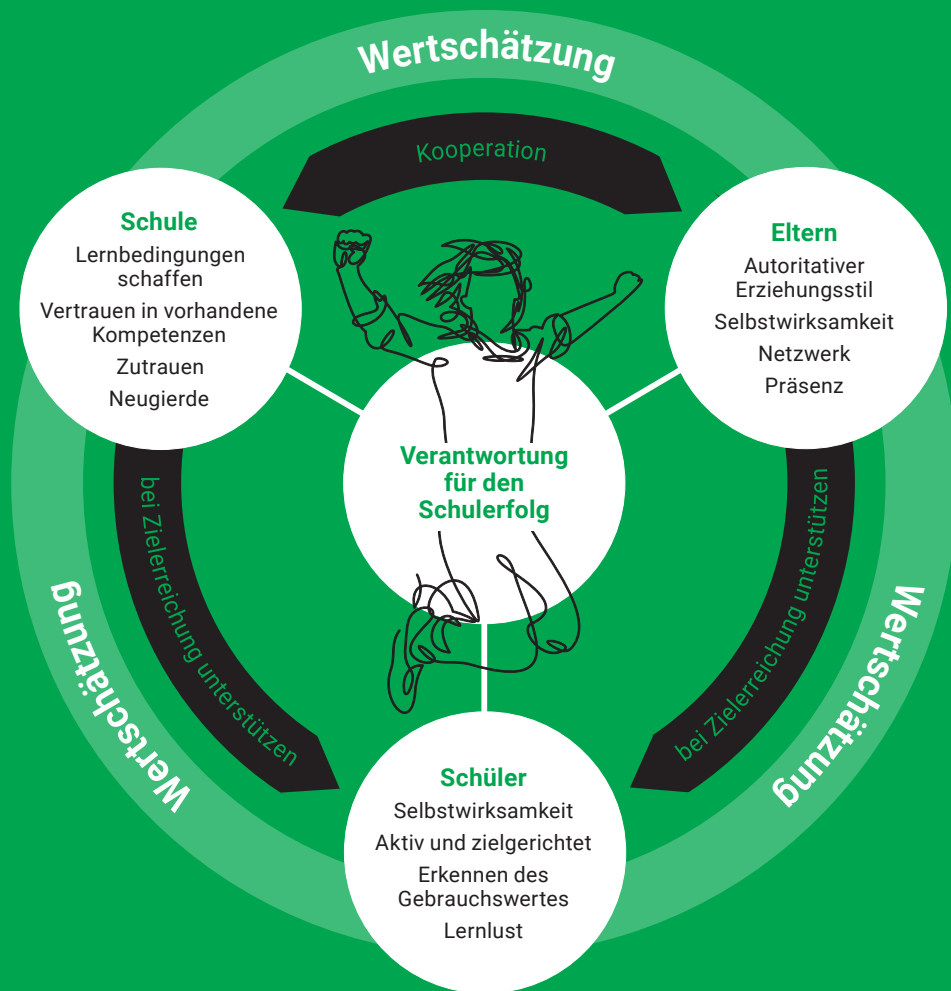 Wertschätzung
Kooperation
Schule
Lernbedingungen
schaffen
Vertrauen in vorhandene
Kompetenzen
Zutrauen
Neugierde
Eltern
Autoritativer
Erziehungsstil
Selbstwirksamkeit
Netzwerk
Präsenz
Verantwortung
für den
Schulerfolg
bei Zielerreichung unterstützen
bei Zielerreichung unterstützen
Wertschätzung
Wertschätzung
Schüler
Selbstwirksamkeit
Aktiv und zielgerichtet
Erkennen des
Gebrauchswertes
Lernlust